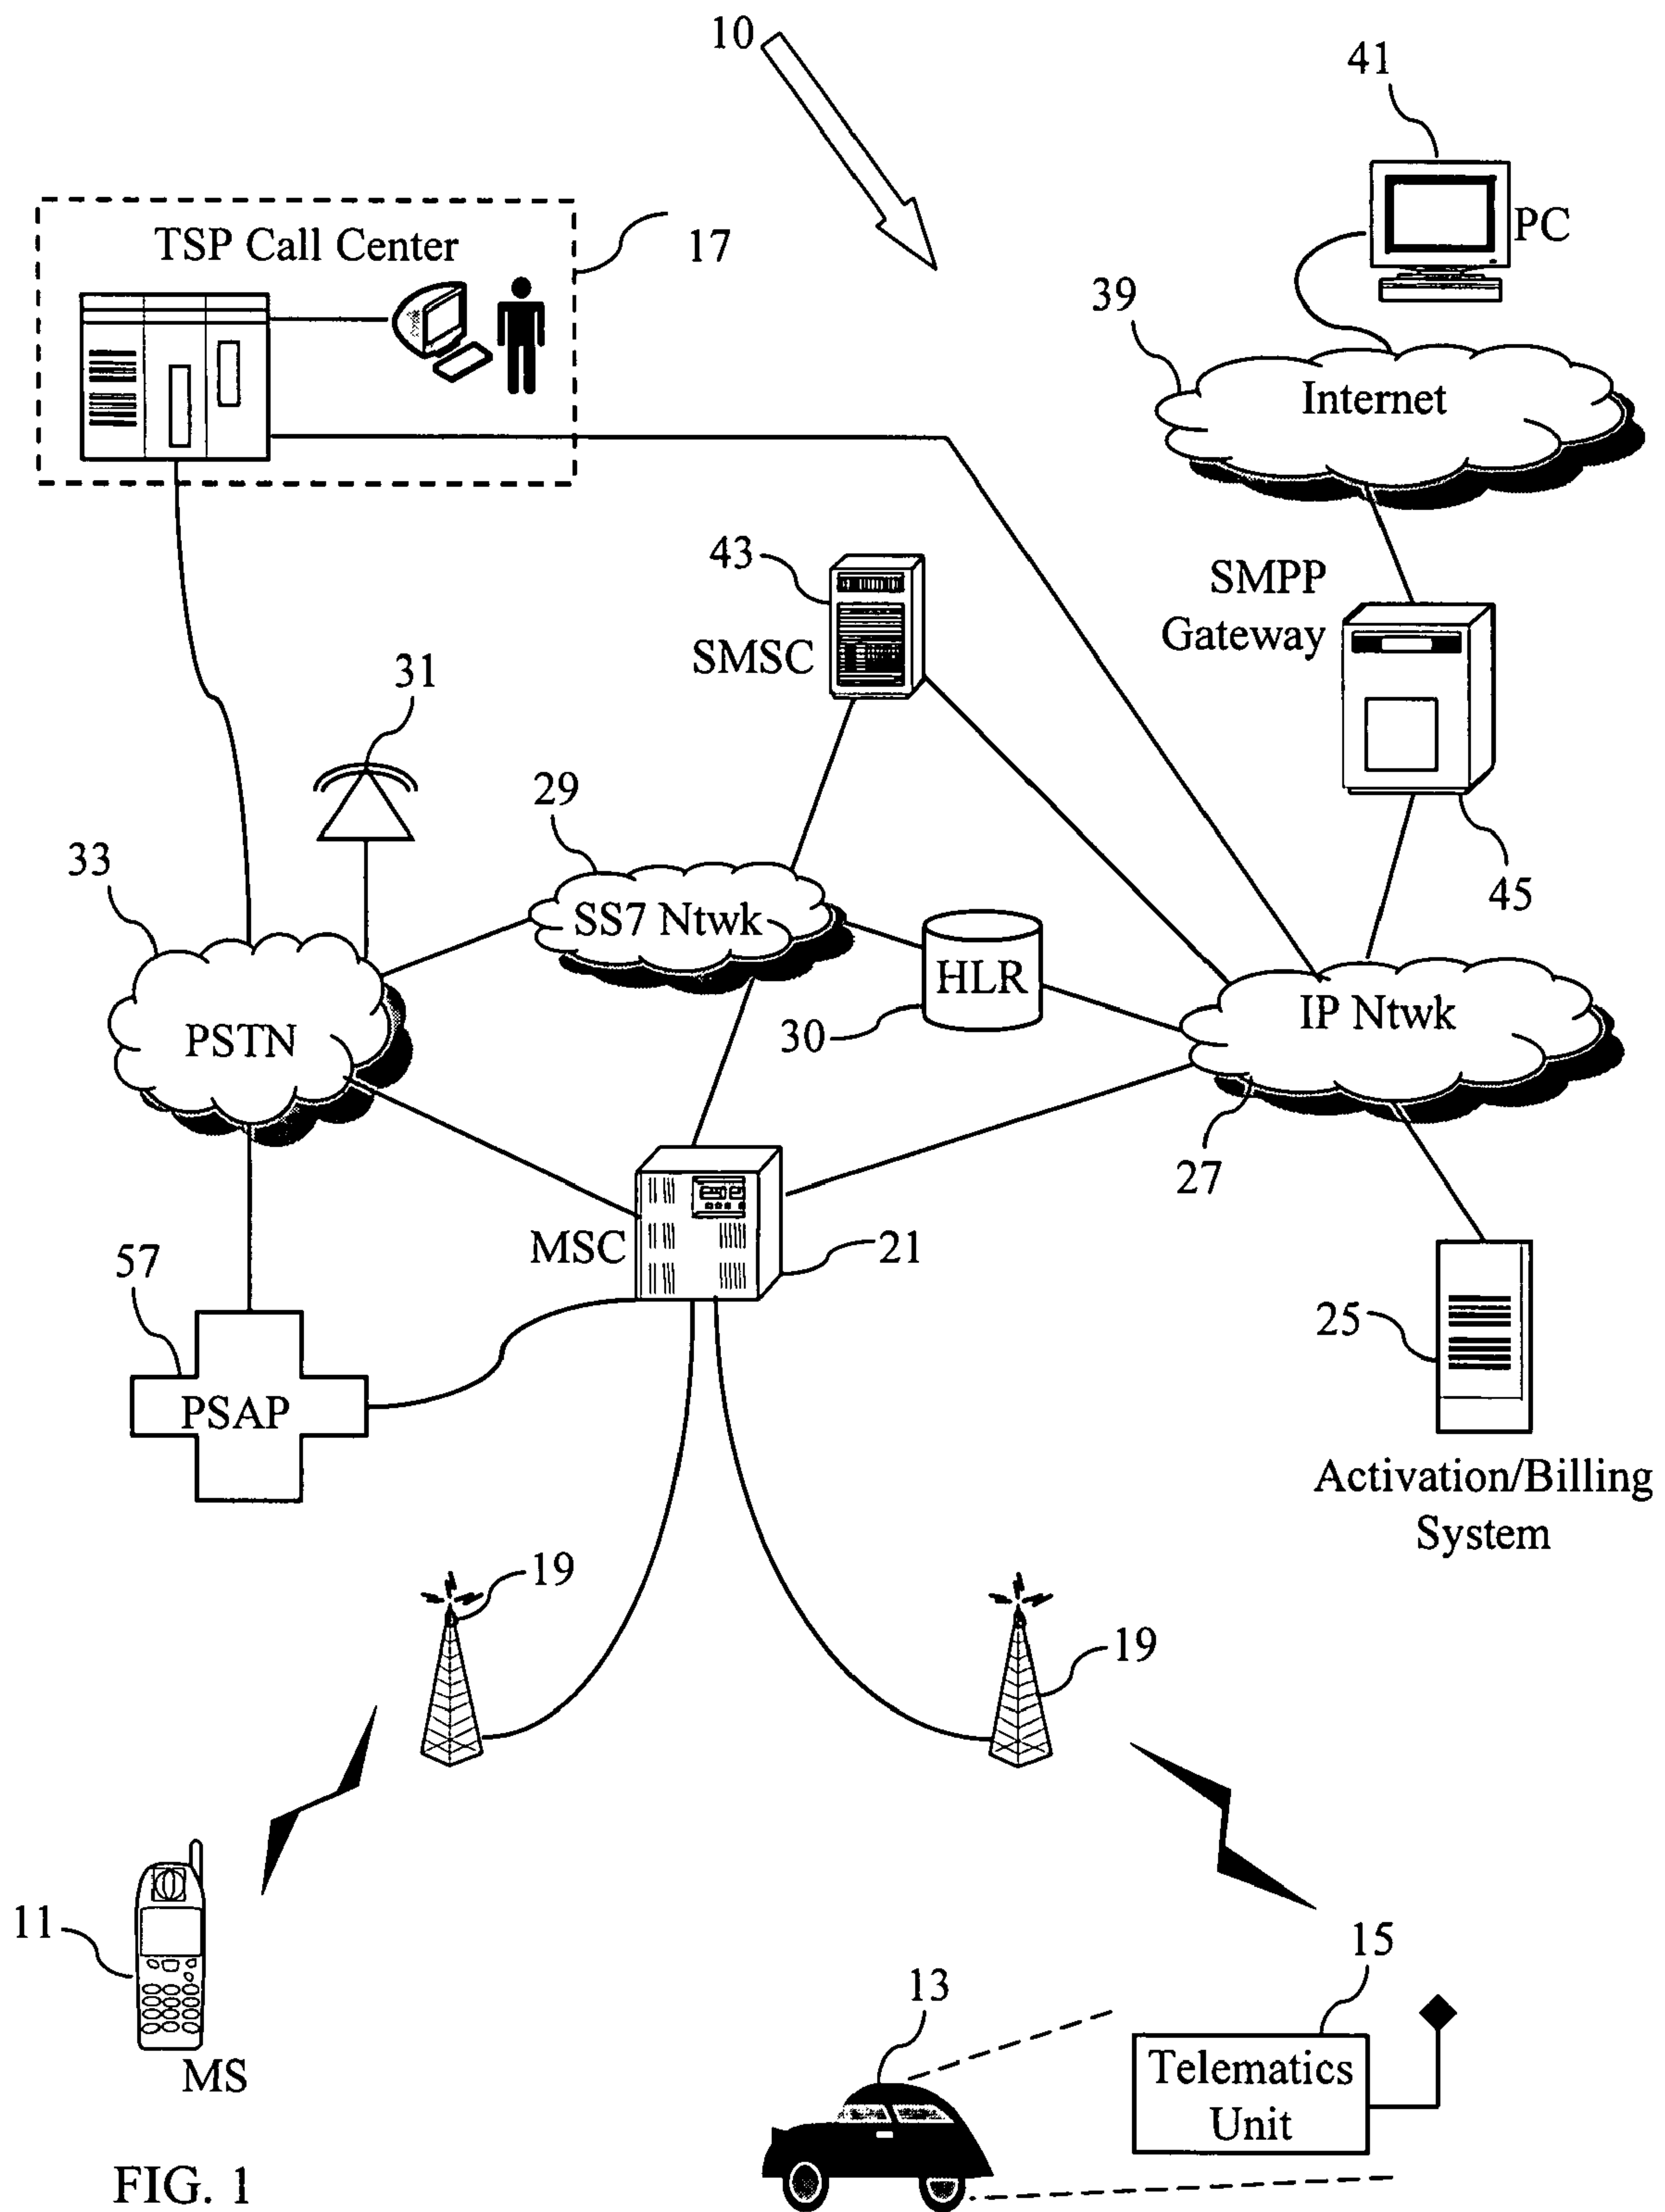 10
41
PC
TSP Call Center
17
39
Internet
43
SMSC
SMPP
Gateway
31
29
33
45
SS7 Ntwk
HLR
30
IP Ntwk
PSTN
27
MSC
21
57
25
PSAP
Activation/Billing
System
19
19
11
15
13
MS
Telematics
Unit
FIG. 1